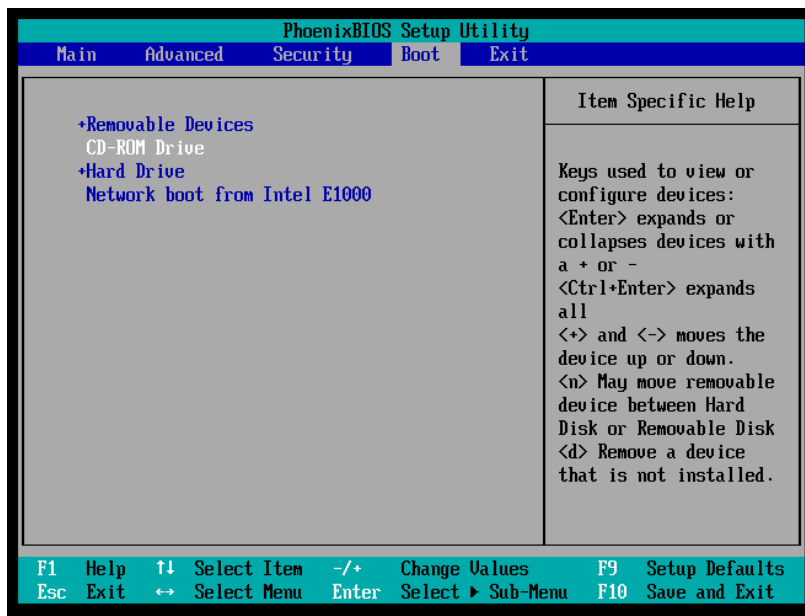 PhoenixBIOS Setup Utility
Main Advanced Security Boot Exit
+Removable Devices
CD-ROM Drive
+Hard Drive
Network boot from Intel E1000
Item Specific Help
Keys used to view or
configure devices:
<Enter> expands or
collapses devices with
a + or -
<Ctrl+Enter> expands
all
<+> and <-> moves the
device up or down.
<n> May move removable
device between Hard
Disk or Removable Disk
<d> Remove a device
that is not installed.
F1 Help ↑↓ Select Item -/+ Change Values F9 Setup Defaults
Esc Exit ↔ Select Menu Enter Select ▶ Sub-Menu F10 Save and Exit